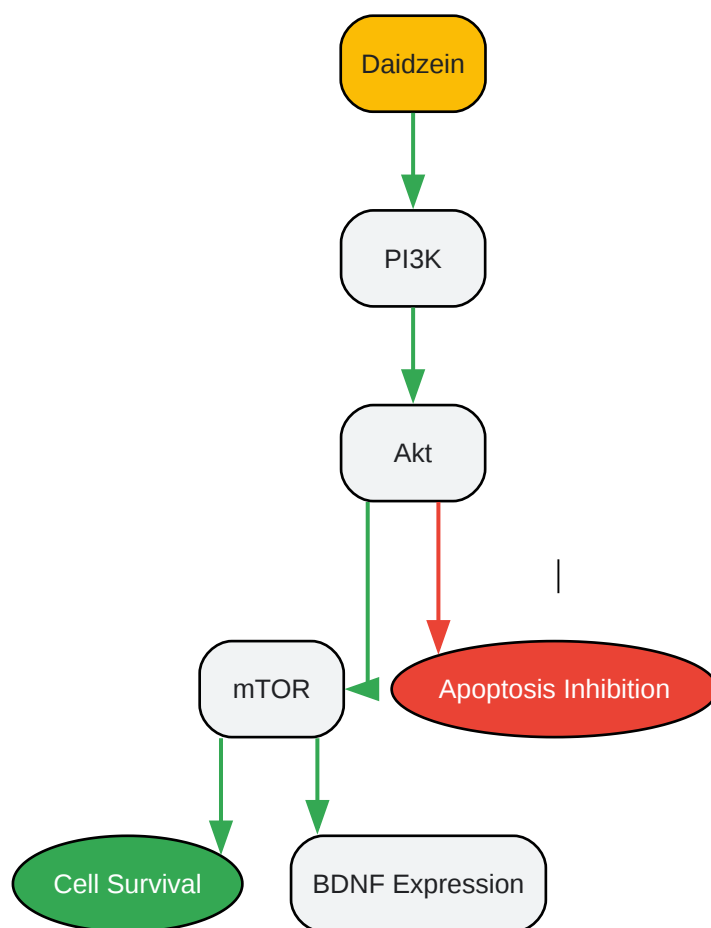 Daidzein
PI3K
Akt
|
mTOR
Apoptosis Inhibition
Cell Survival
BDNF Expression